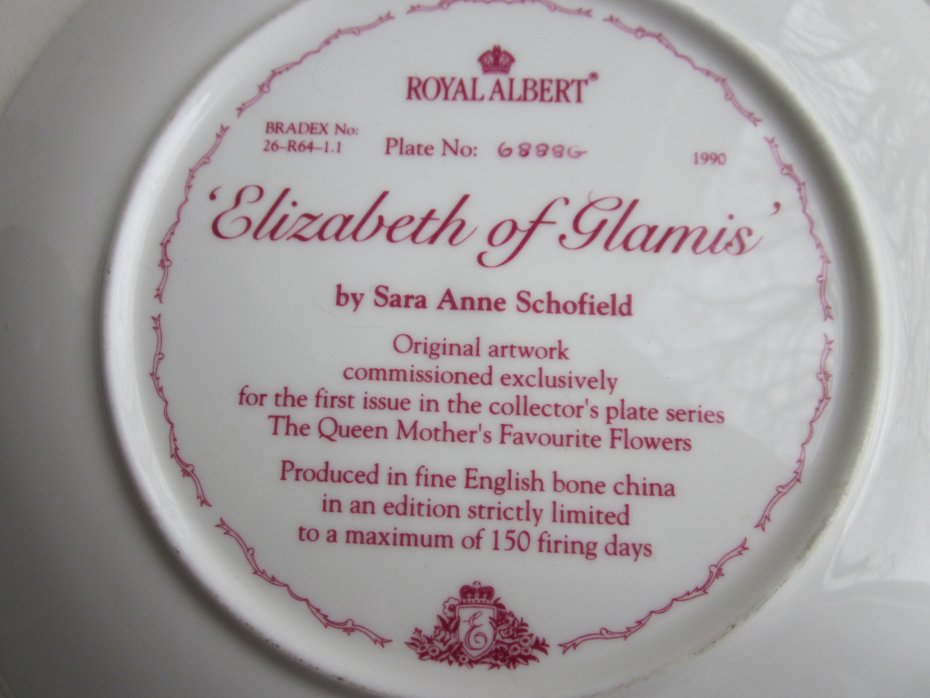 ROYAL ALBERT®
BRADEX No:
26-R64-1.1
Plate No: 6888G
1990
'Elizabeth of Glamis'
by Sara Anne Schofield
Original artwork
commissioned exclusively
for the first issue in the collector's plate series
The Queen Mother's Favourite Flowers
Produced in fine English bone china
in an edition strictly limited
to a maximum of 150 firing days
E